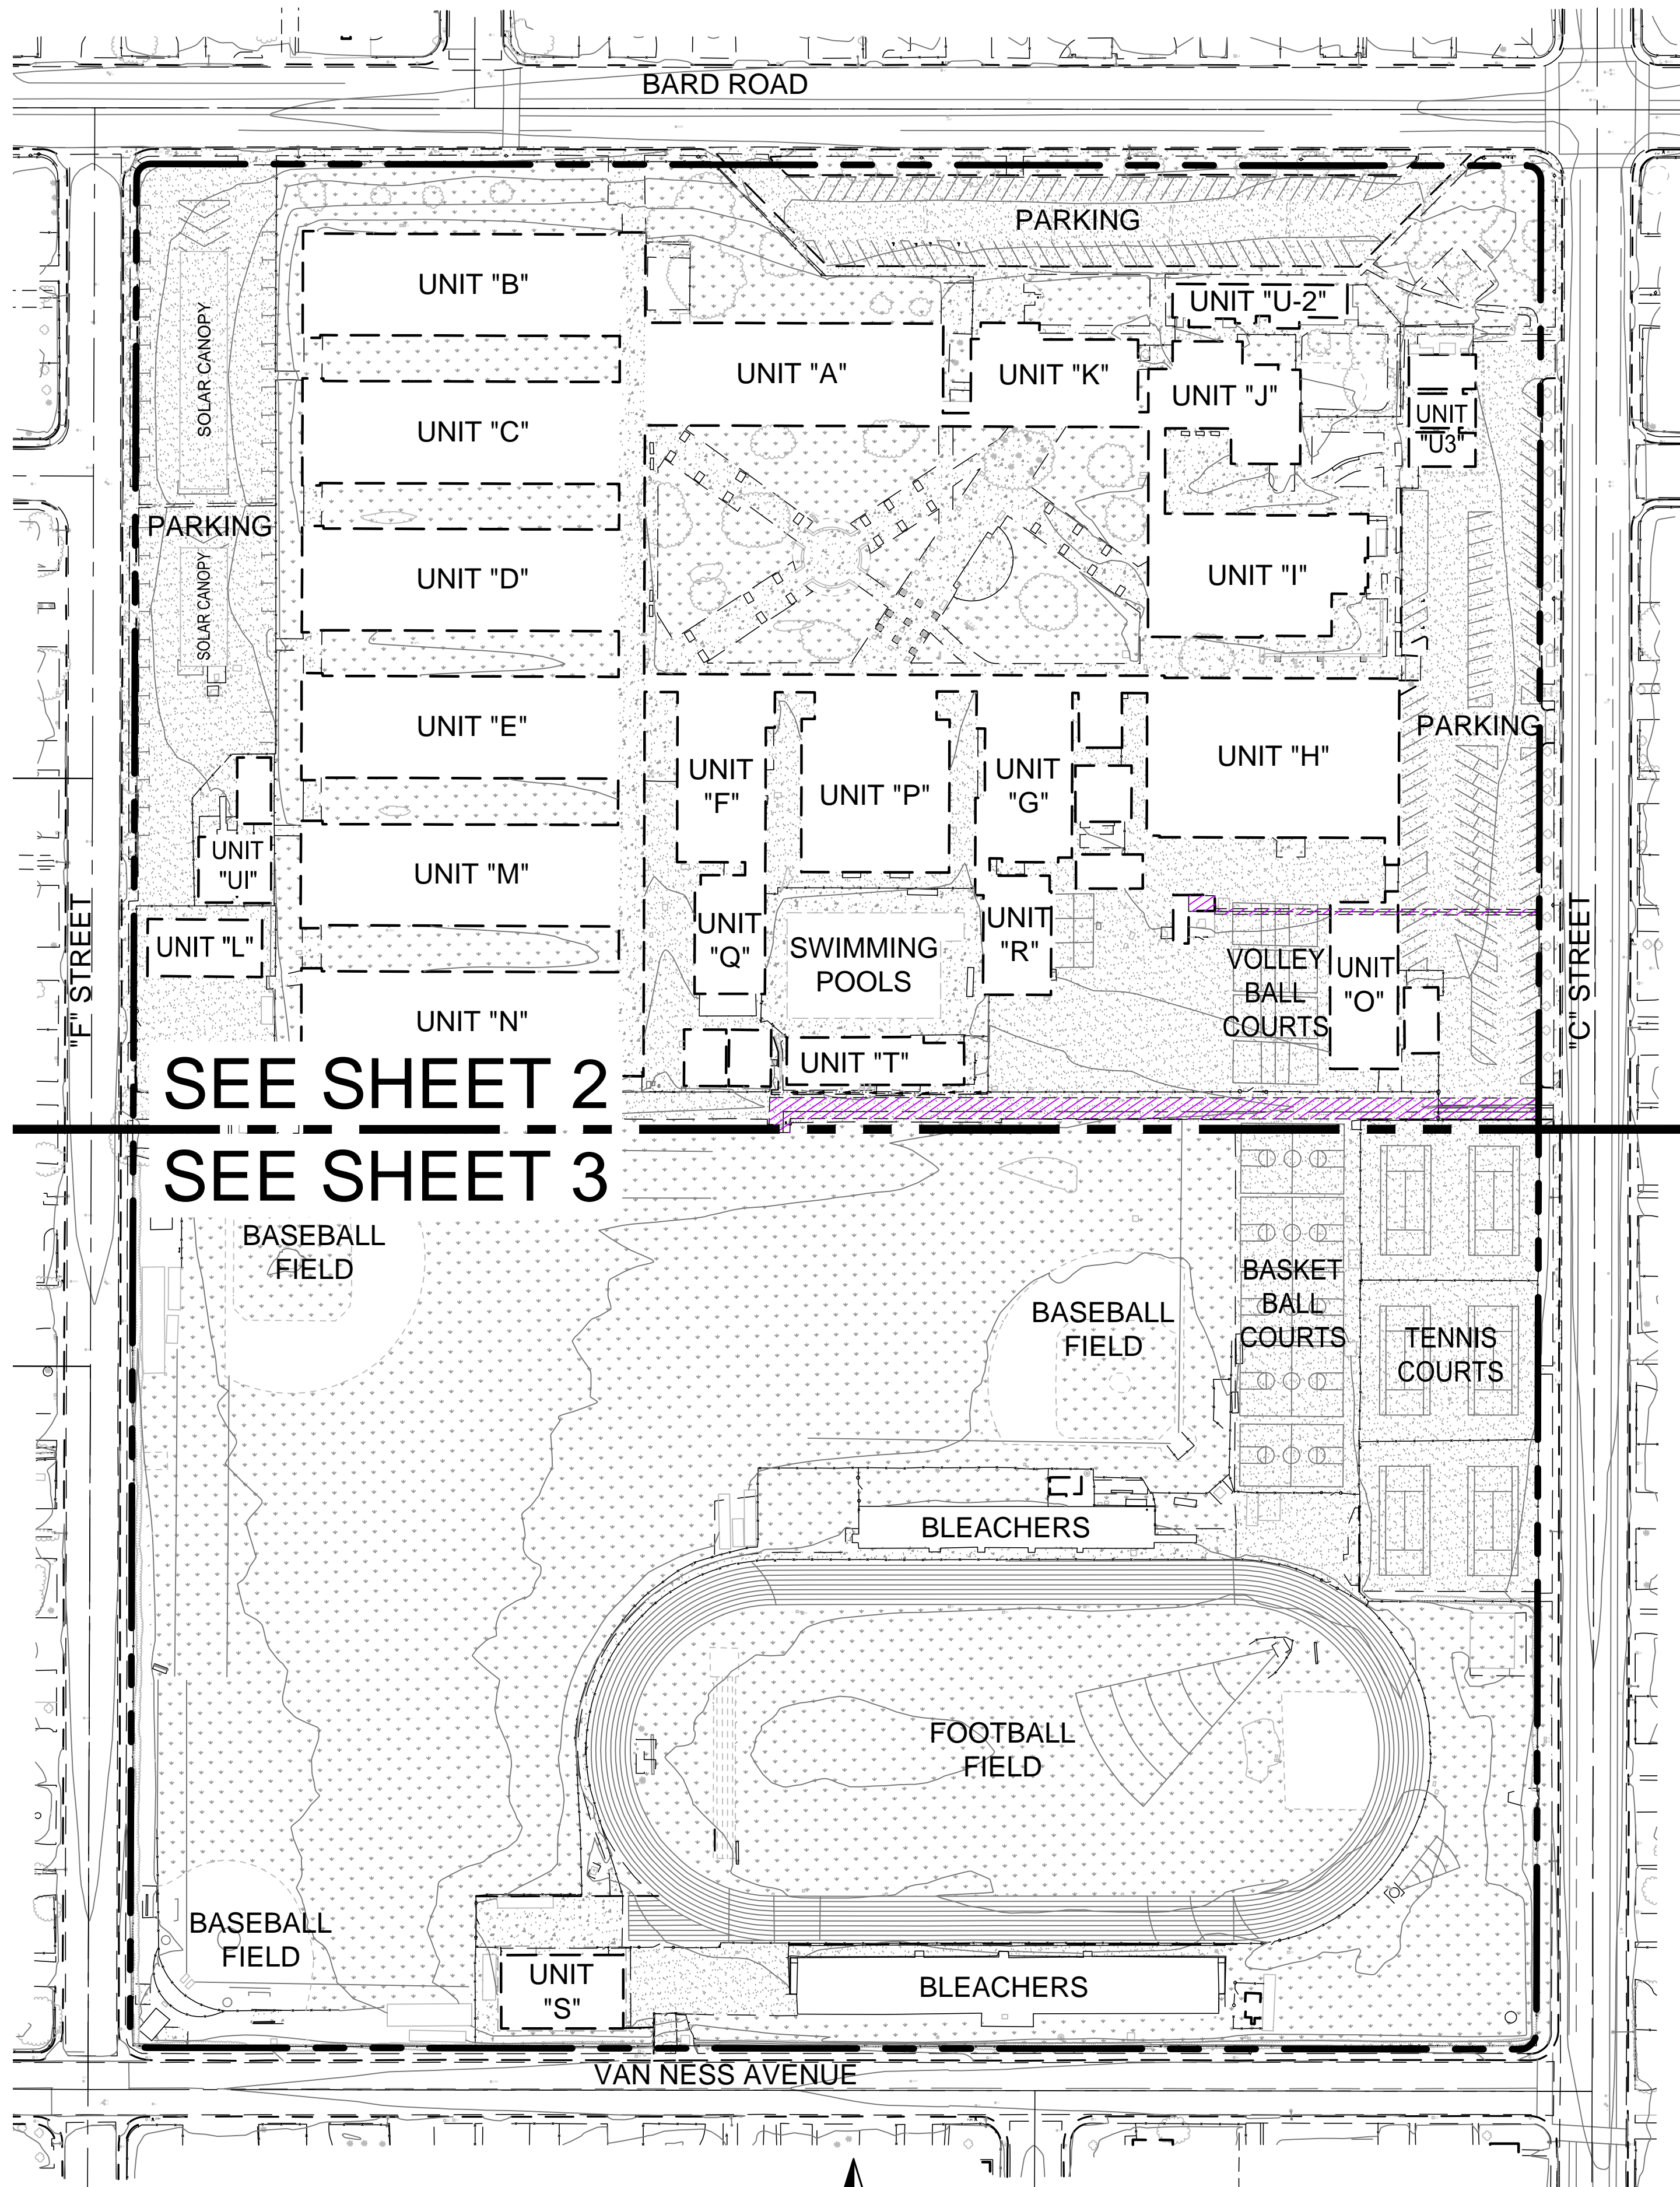 BARD ROAD
PARKING
UNIT "B"
UNIT "U-2"
SOLAR CANOPY
UNIT "A"
UNIT "K"
UNIT "J"
UNIT
"U3"
UNIT "C"
PARKING
UNIT "D"
UNIT "I"
SOLAR CANOPY
UNIT "E"
PARKING
UNIT "H"
UNIT
"F"
UNIT "P"
UNIT
"G"
UNIT
"UI"
UNIT "M"
"F" STREET
UNIT "L"
UNIT
"Q"
SWIMMING
POOLS
UNIT
"R"
VOLLEY
BALL
COURTS
UNIT
"O"
"C" STREET
UNIT "N"
UNIT "T"
SEE SHEET 2
SEE SHEET 3
BASEBALL
FIELD
BASEBALL
FIELD
BASKET
BALL
COURTS
TENNIS
COURTS
BLEACHERS
FOOTBALL
FIELD
BASEBALL
FIELD
UNIT
"S"
BLEACHERS
VAN NESS AVENUE